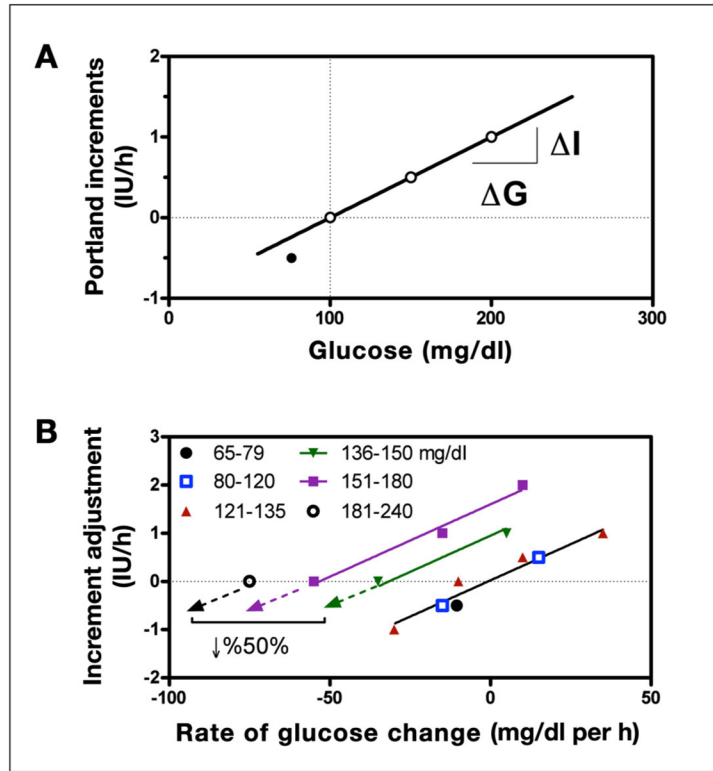 A
Portland increments
(IU/h)
2
1
0
-1
ΔI
ΔG
0
100
200
300
Glucose (mg/dl)
B
Increment adjustment
(IU/h)
3
2
1
0
-1
-2
65-79
136-150 mg/dl
80-120
151-180
121-135
181-240
↓%50%
-100
-50
0
50
Rate of glucose change (mg/dl per h)